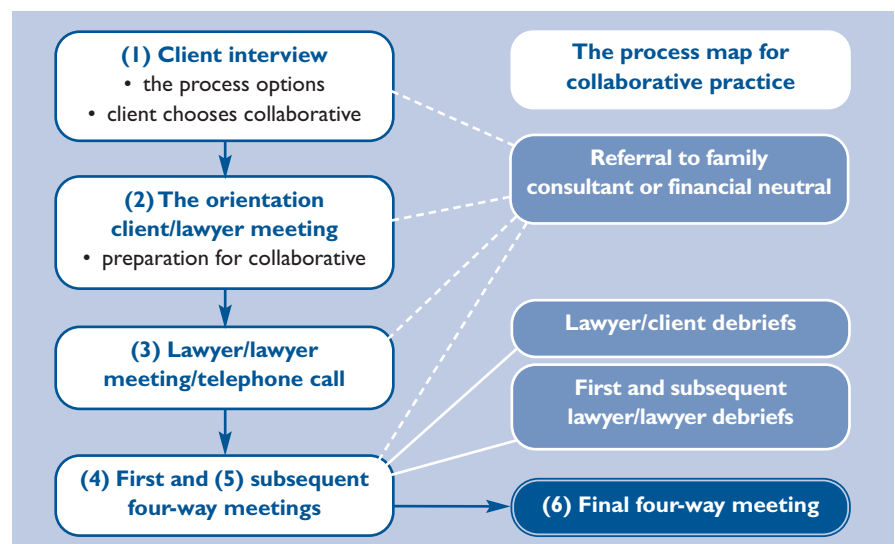 (1) Client interview
• the process options
• client chooses collaborative
The process map for
collaborative practice
Referral to family
consultant or financial neutral
(2) The orientation
client/lawyer meeting
• preparation for collaborative
(3) Lawyer/lawyer
meeting/telephone call
Lawyer/client debriefs
First and subsequent
lawyer/lawyer debriefs
(4) First and (5) subsequent
four-way meetings
(6) Final four-way meeting